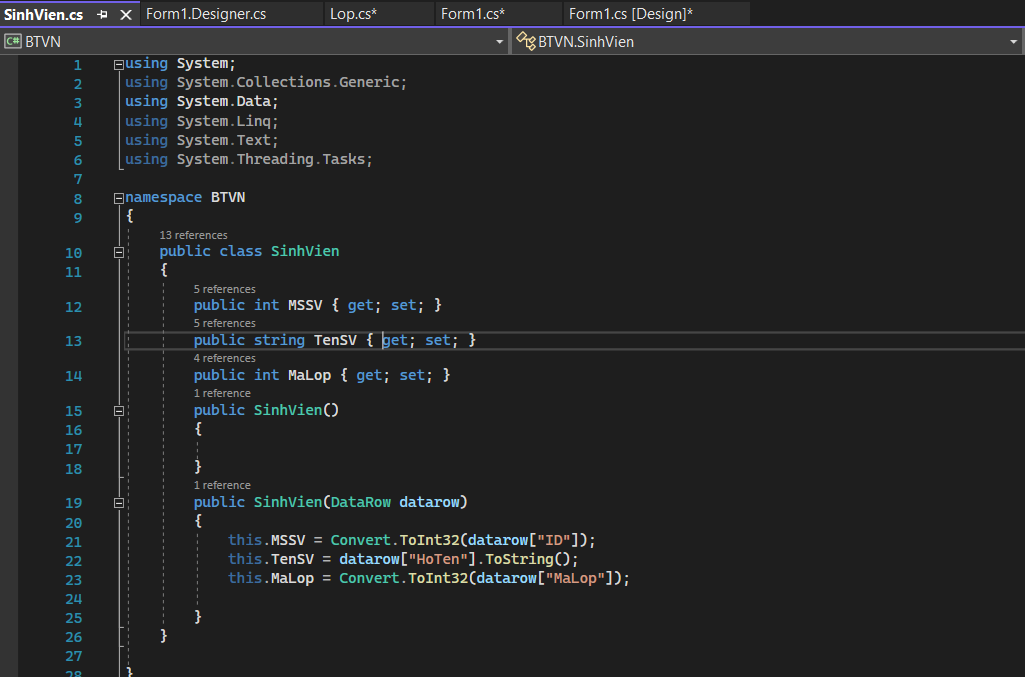 SinhVien.cs Form1.Designer.cs Lop.cs* Form1.cs* Form1.cs [Design]*
C# BTVN BTVN.SinhVien
1 using System;
2 using System.Collections.Generic;
3 using System.Data;
4 using System.Linq;
5 using System.Text;
6 using System.Threading.Tasks;
7
8 namespace BTVN
9 {
13 references
10 public class SinhVien
11 {
5 references
12 public int MSSV { get; set; }
5 references
13 public string TenSV { get; set; }
4 references
14 public int MaLop { get; set; }
1 reference
15 public SinhVien()
16 {
17
18 }
1 reference
19 public SinhVien(DataRow datarow)
20 {
21 this.MSSV = Convert.ToInt32(datarow["ID"]);
22 this.TenSV = datarow["HoTen"].ToString();
23 this.MaLop = Convert.ToInt32(datarow["MaLop"]);
24
25 }
26 }
27
28 }